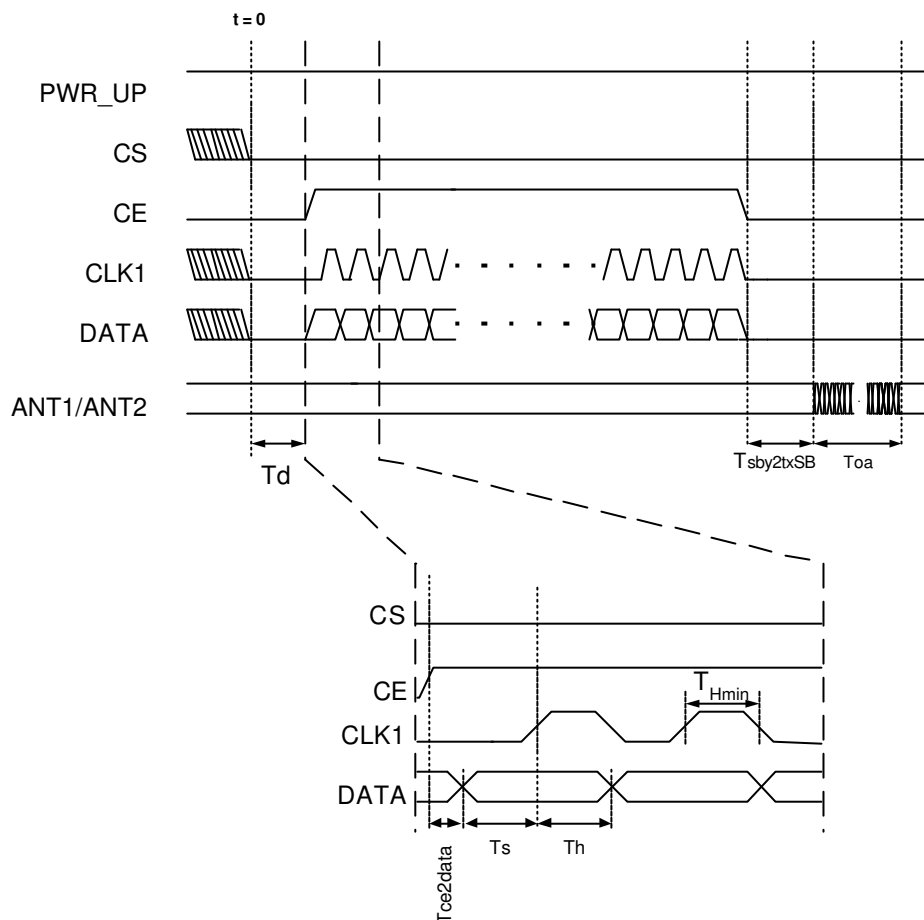 t = 0
PWR_UP
CS
CE
CLK1
DATA
ANT1/ANT2
Td
Tsby2txSB
Toa
CS
CE
THmin
CLK1
DATA
Tce2data
Ts
Th